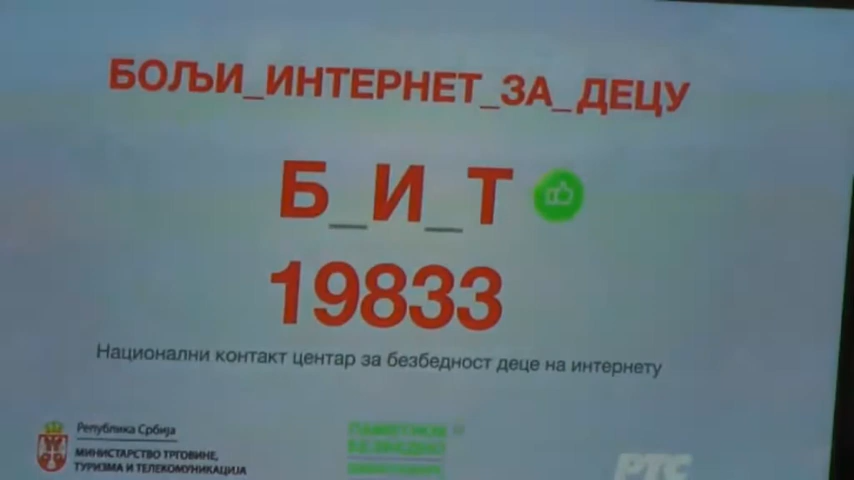 БОЉИ_ИНТЕРНЕТ_ЗА_ДЕЦУ
Б_И_Т
19833
Национални контакт центар за безбедност деце на интернету
Република Србија
МИНИСТАРСТВО ТРГОВИНЕ,
ТУРИЗМА И ТЕЛЕКОМУНИКАЦИЈА
РТС